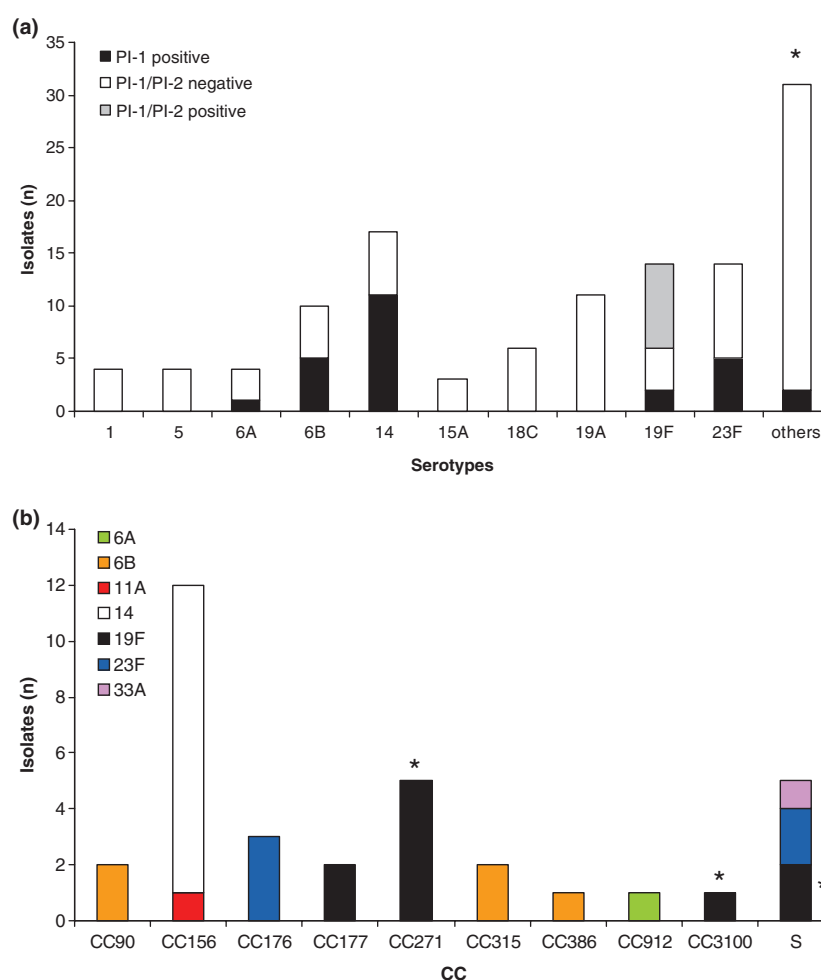 (a)
PI-1 positive
PI-1/PI-2 negative
PI-1/PI-2 positive
*
35
30
25
20
15
10
5
0
Isolates (n)
1 5 6A 6B 14 15A 18C 19A 19F 23F others
Serotypes
(b)
6A
6B
11A
14
19F
23F
33A
14
12
10
8
6
4
2
0
Isolates (n)
*
*
*
CC90 CC156 CC176 CC177 CC271 CC315 CC386 CC912 CC3100 S
CC